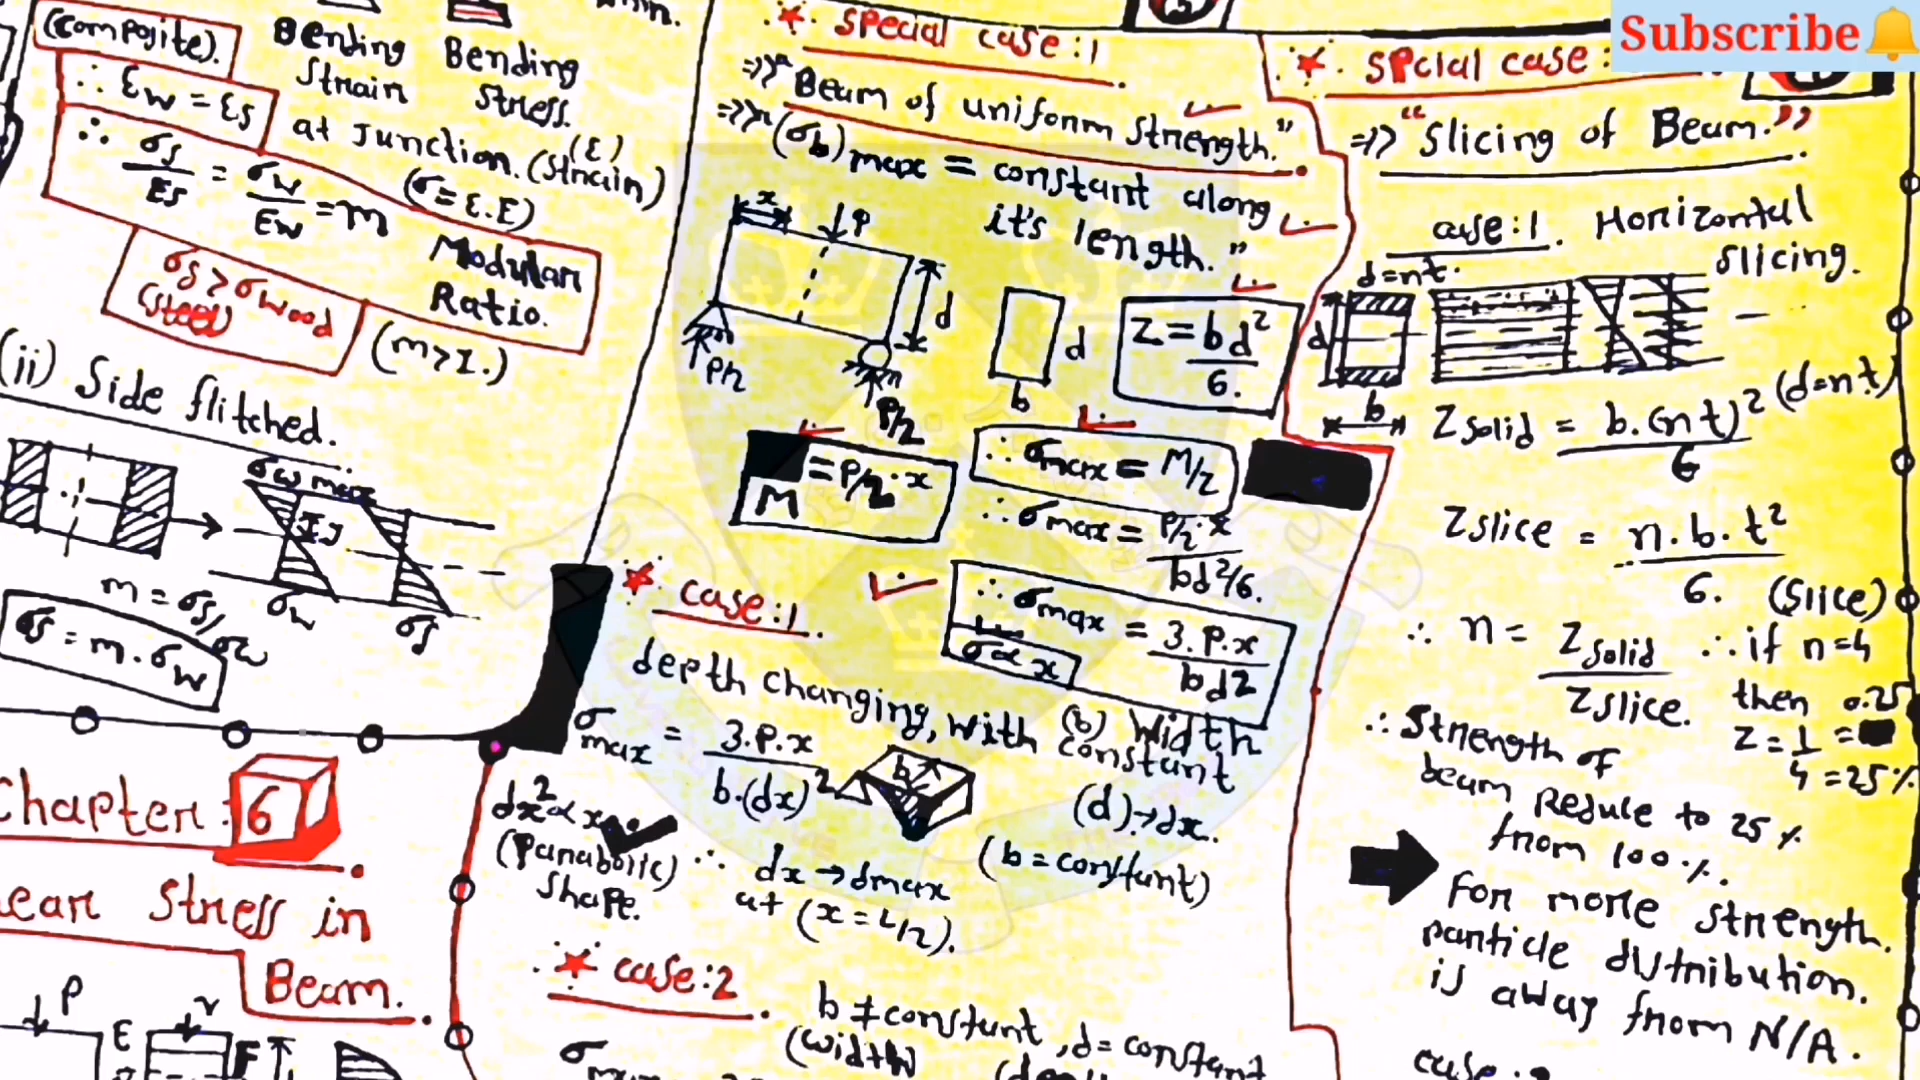 (composite).
Bending Strain
Bending Stress.
∴ εw = εs
at Junction. (Strain) (ε)
∴ σs/Es = σw/Ew = m
(σ = ε.E)
Modular Ratio.
σs > σwood
(steel)
(m>1.)
(ii) Side flitched.
σw max
σw
σs
m = σs/σw
σs = m.σw
Chapter: 6
Stress in
Beam.
P
* Special case:1
=>> "Beam of uniform Strength."
=>> "(σb)max = constant along
it's length."
x
P
d
P/2
P/2
d
b
Z = bd²/6.
M = P/2.x
∴ σmax = M/Z
∴ σmax = P/2.x / bd²/6.
∴ σmax = 3.P.x / bd2
σ∝x
* case:1
depth changing, with (b) Width
constant
σmax = 3.P.x / b.(dx)²
b
(d)→dx.
(b = constant)
dx²∝x
(Parabolic)
Shape.
∴ dx → dmax
at (x = L/2).
* case:2
b ≠ constant, d = constant
(width)
σ
Subscribe
* Special case:
=>> "Slicing of Beam."
case:1. Horizontal
Slicing.
d=nt.
d
b
Zsolid = b.(nt)²/6 (d=nt)
Zslice = n.b.t²/6. (Slice)
∴ n = Zsolid/Zslice.
∴ if n=4
then 0.25
Z = 1/4 =
= 25%
∴ Strength of
beam Reduce to 25%
from 100%.
For more strength.
particle distribution.
is away from N/A.